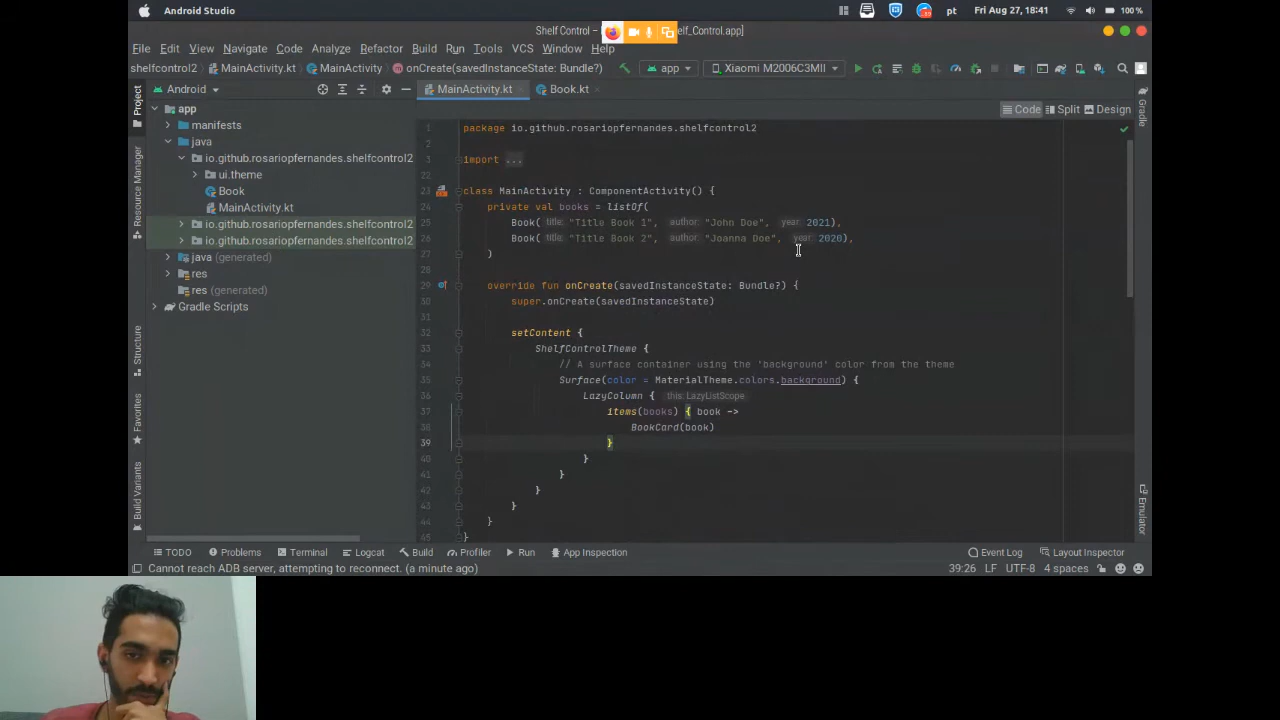 Android Studio
pt Fri Aug 27, 18:41 100 %
Shelf Control – elf_Control.app]
File Edit View Navigate Code Analyze Refactor Build Run Tools VCS Window Help
shelfcontrol2 MainActivity.kt MainActivity onCreate(savedInstanceState: Bundle?) app Xiaomi M2006C3MII
Android
MainActivity.kt Book.kt
Code Split Design
Project
Resource Manager
Structure
Favorites
Build Variants
app
manifests
java
io.github.rosariopfernandes.shelfcontrol2
ui.theme
Book
MainActivity.kt
io.github.rosariopfernandes.shelfcontrol2
io.github.rosariopfernandes.shelfcontrol2
java (generated)
res
res (generated)
Gradle Scripts
1 package io.github.rosariopfernandes.shelfcontrol2
2
3 import ...
22
23 class MainActivity : ComponentActivity() {
24 private val books = listOf(
25 Book( title: "Title Book 1", author: "John Doe", year: 2021),
26 Book( title: "Title Book 2", author: "Joanna Doe", year: 2020),
27 )
28
29 override fun onCreate(savedInstanceState: Bundle?) {
30 super.onCreate(savedInstanceState)
31
32 setContent {
33 ShelfControlTheme {
34 // A surface container using the 'background' color from the theme
35 Surface(color = MaterialTheme.colors.background) {
36 LazyColumn { this: LazyListScope
37 items(books) { book ->
38 BookCard(book)
39 }
40 }
41 }
42 }
43 }
44 }
45 }
Gradle
Emulator
TODO Problems Terminal Logcat Build Profiler Run App Inspection Event Log Layout Inspector
Cannot reach ADB server, attempting to reconnect. (a minute ago) 39:26 LF UTF-8 4 spaces